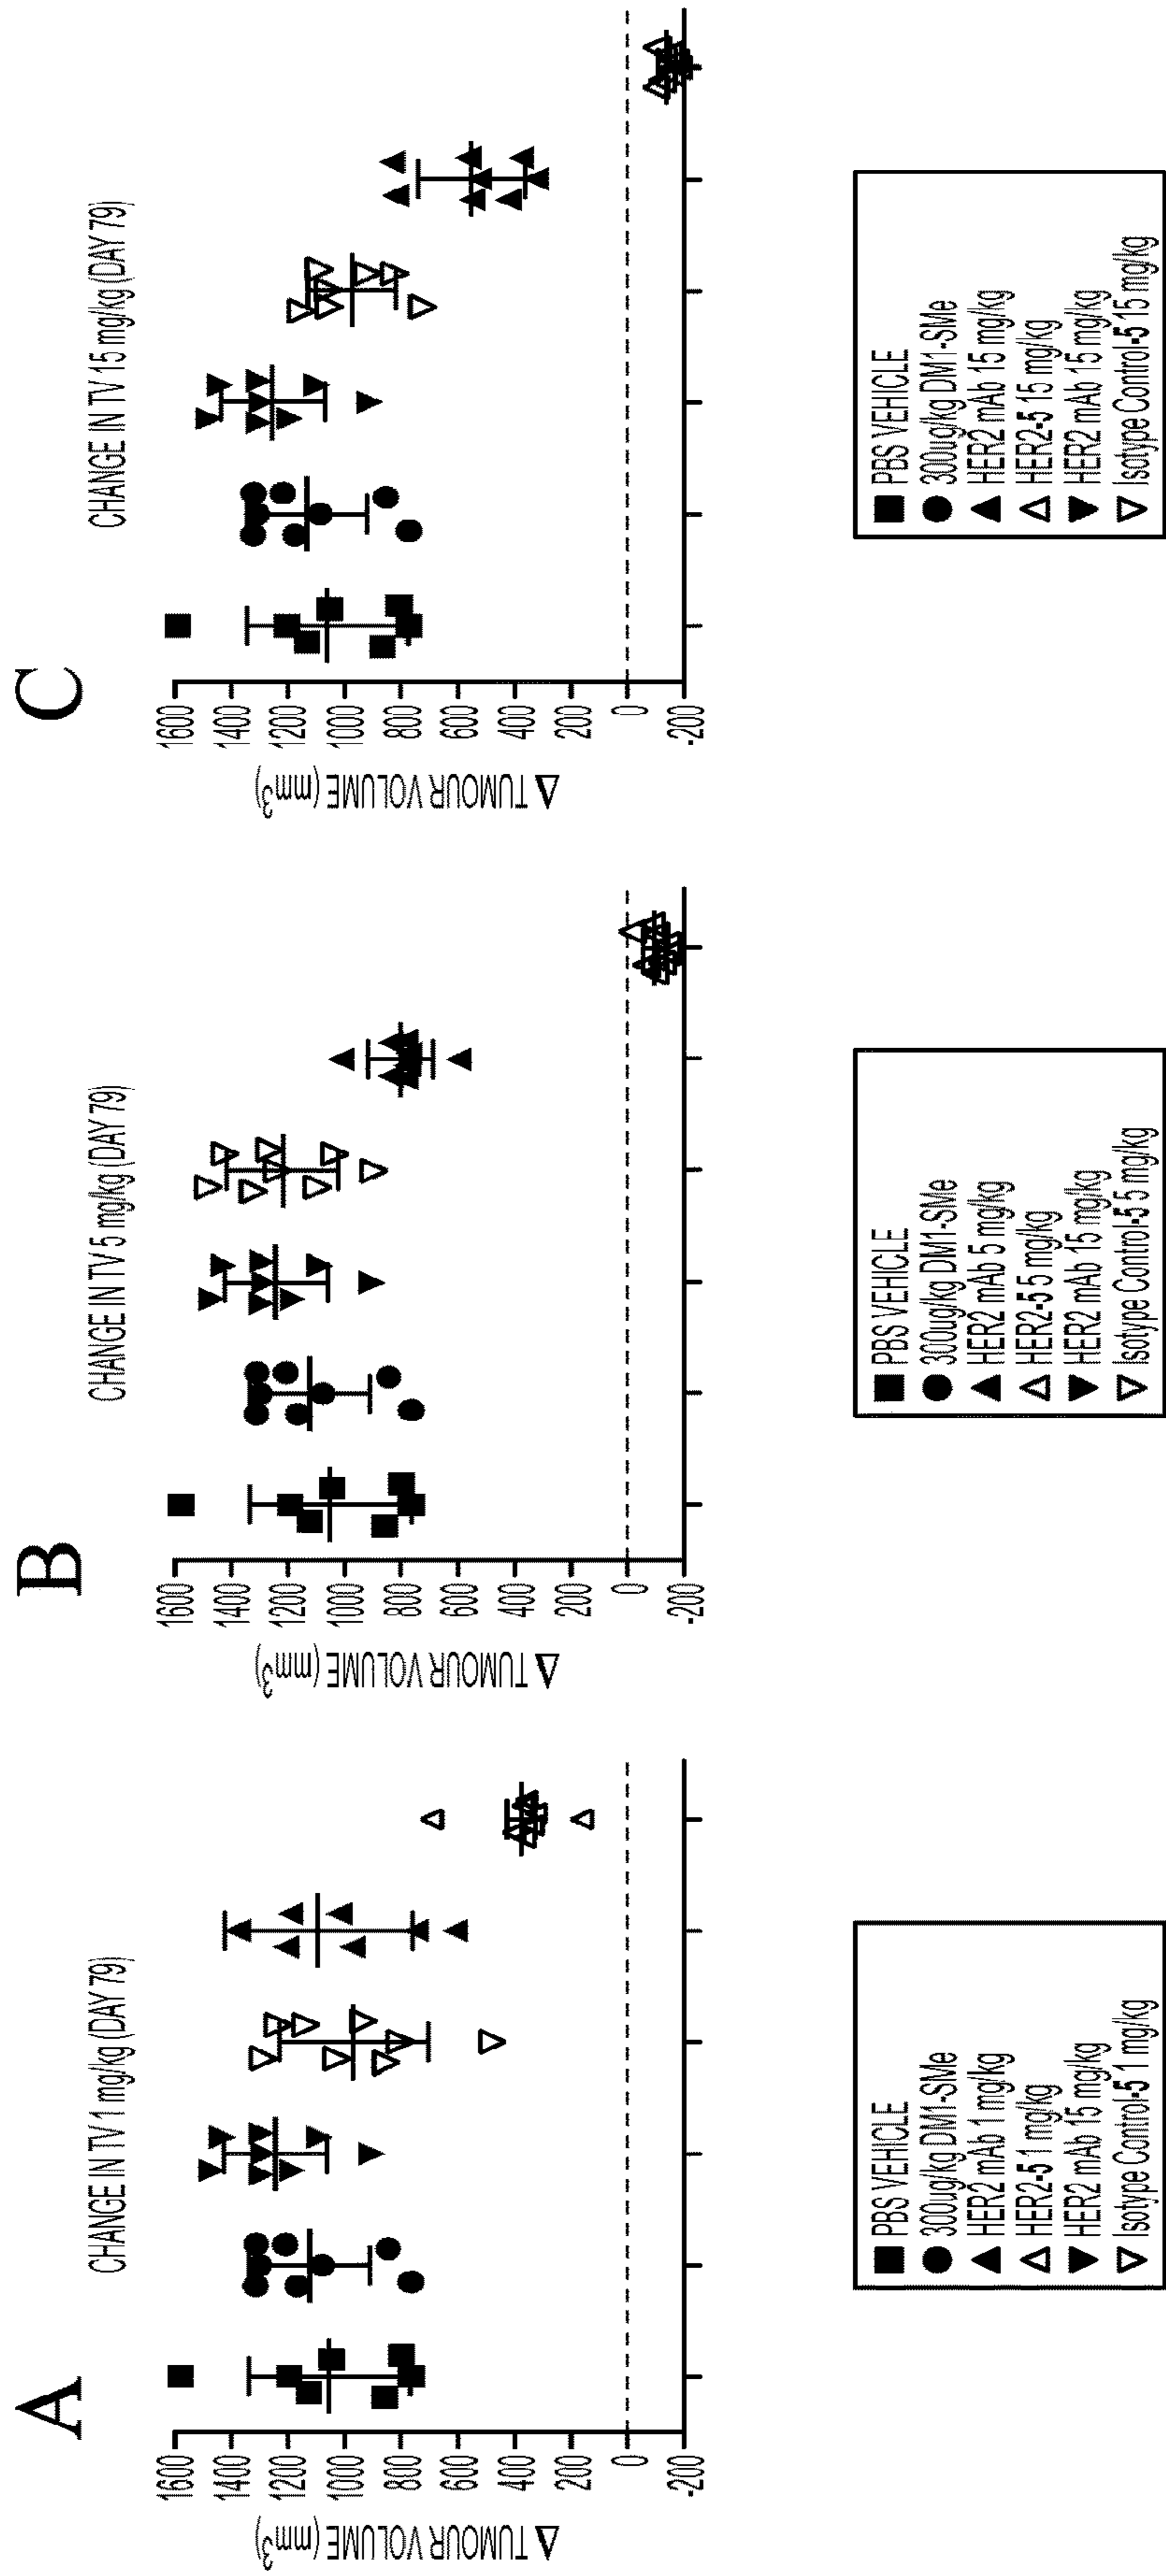 A
CHANGE IN TV 1 mg/kg (DAY 79)
Δ TUMOUR VOLUME (mm³)
1600
1400
1200
1000
800
600
400
200
0
-200
PBS VEHICLE
300ug/kg DM1-SMe
HER2 mAb 1 mg/kg
HER2-5 1 mg/kg
HER2 mAb 15 mg/kg
Isotype Control-5 1 mg/kg
B
CHANGE IN TV 5 mg/kg (DAY 79)
Δ TUMOUR VOLUME (mm³)
1600
1400
1200
1000
800
600
400
200
0
-200
PBS VEHICLE
300ug/kg DM1-SMe
HER2 mAb 5 mg/kg
HER2-5 5 mg/kg
HER2 mAb 15 mg/kg
Isotype Control-5 5 mg/kg
C
CHANGE IN TV 15 mg/kg (DAY 79)
Δ TUMOUR VOLUME (mm³)
1600
1400
1200
1000
800
600
400
200
0
-200
PBS VEHICLE
300ug/kg DM1-SMe
HER2 mAb 15 mg/kg
HER2-5 15 mg/kg
HER2 mAb 15 mg/kg
Isotype Control-5 15 mg/kg